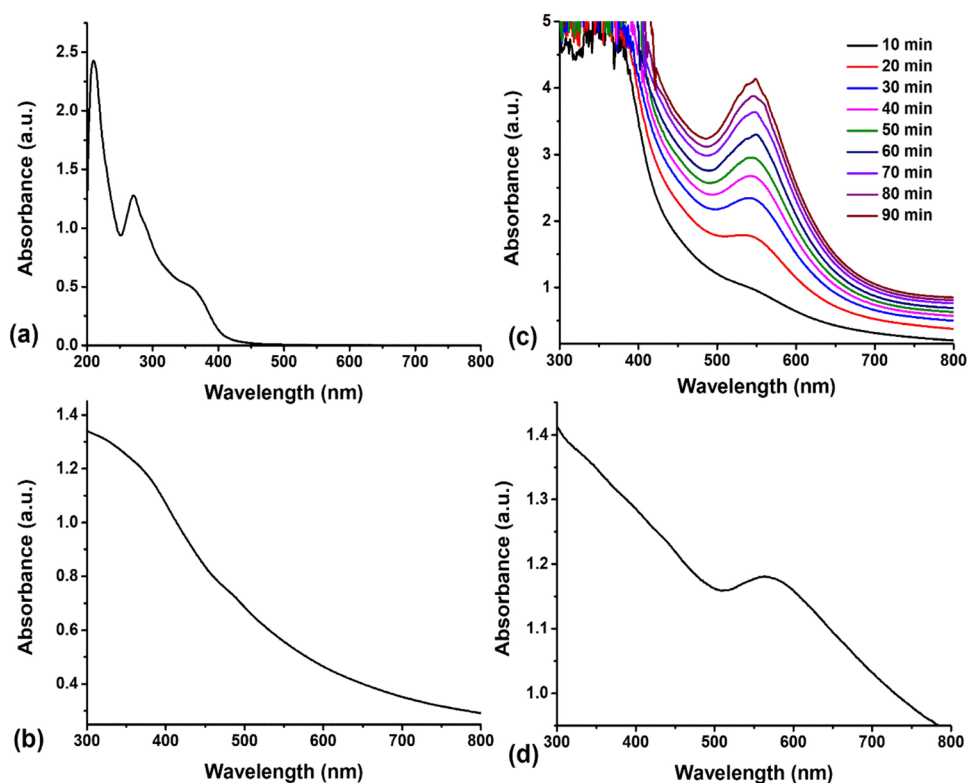 2.5
2.0
1.5
1.0
0.5
0.0
200 300 400 500 600 700 800
Absorbance (a.u.)
Wavelength (nm)
(a)
5
4
3
2
1
300 400 500 600 700 800
Absorbance (a.u.)
Wavelength (nm)
(c)
10 min
20 min
30 min
40 min
50 min
60 min
70 min
80 min
90 min
1.4
1.2
1.0
0.8
0.6
0.4
300 400 500 600 700 800
Absorbance (a.u.)
Wavelength (nm)
(b)
1.4
1.3
1.2
1.1
1.0
300 400 500 600 700 800
Absorbance (a.u.)
Wavelength (nm)
(d)